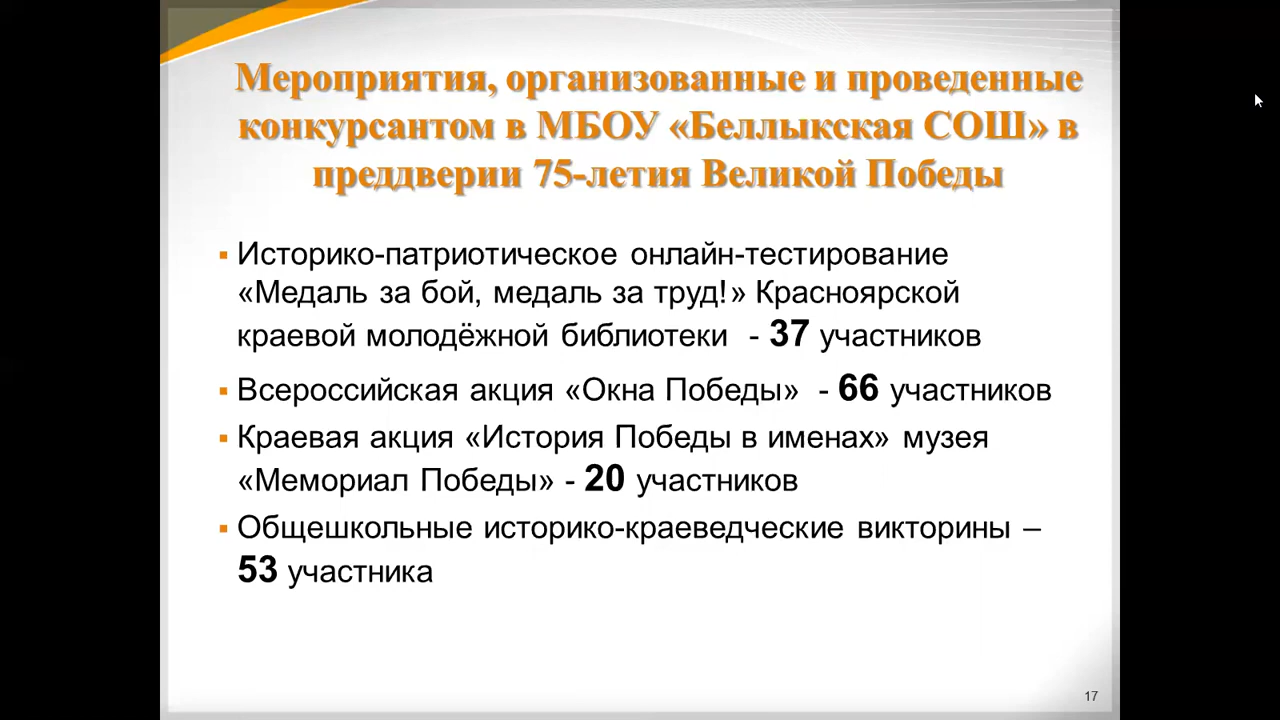 Мероприятия, организованные и проведенные
конкурсантом в МБОУ «Беллыкская СОШ» в
преддверии 75-летия Великой Победы
▪ Историко-патриотическое онлайн-тестирование
«Медаль за бой, медаль за труд!» Красноярской
краевой молодёжной библиотеки - 37 участников
▪ Всероссийская акция «Окна Победы» - 66 участников
▪ Краевая акция «История Победы в именах» музея
«Мемориал Победы» - 20 участников
▪ Общешкольные историко-краеведческие викторины –
53 участника
17